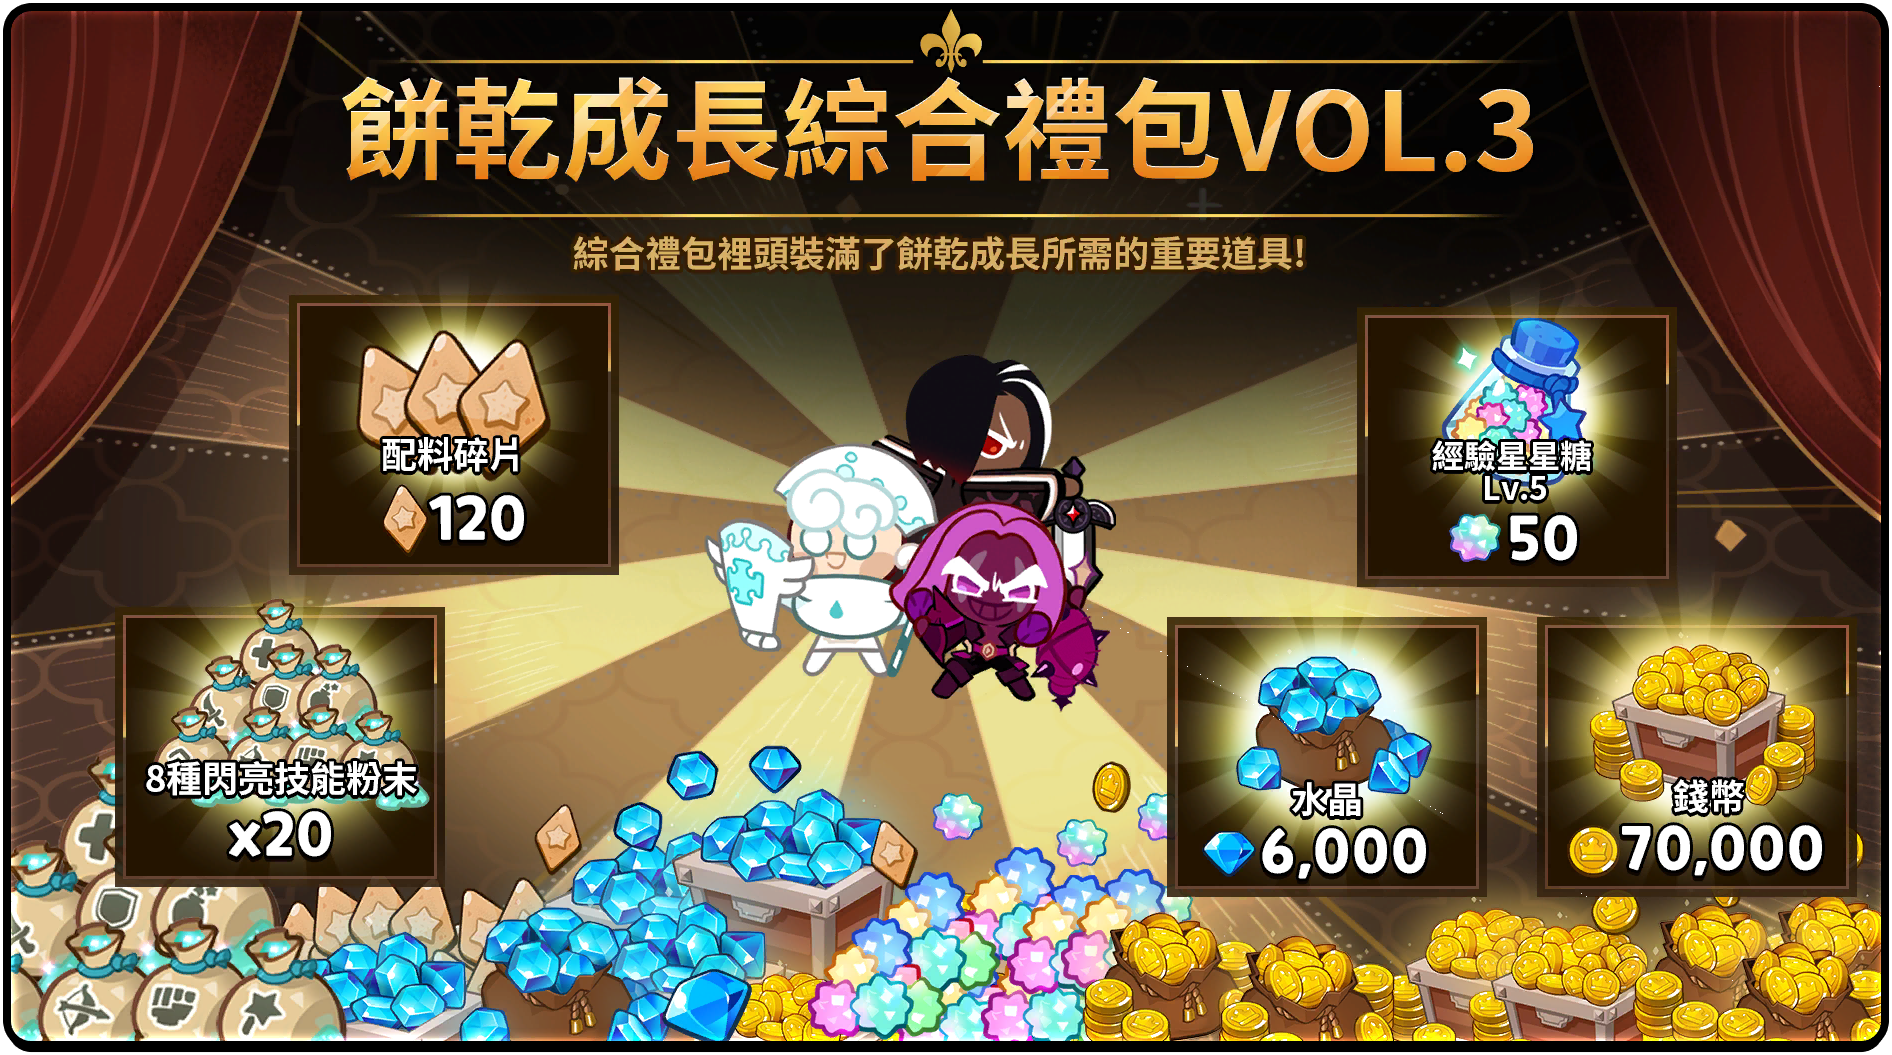 餅乾成長綜合禮包VOL.3
綜合禮包裡頭裝滿了餅乾成長所需的重要道具!
配料碎片
120
經驗星星糖
Lv.5
50
8種閃亮技能粉末
x20
水晶
6,000
錢幣
70,000